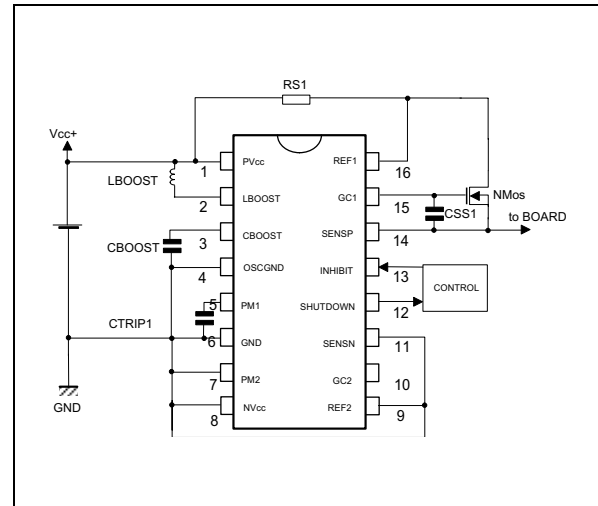 RS1
Vcc+
1
PVcc
REF1
16
LBOOST
2
LBOOST
GC1
15
NMos
CSS1
to BOARD
3
CBOOST
SENSP
14
CBOOST
4
OSCGND
INHIBIT
13
CONTROL
5
PM1
SHUTDOWN
12
CTRIP1
6
GND
SENSN
11
7
PM2
GC2
10
GND
8
NVcc
REF2
9